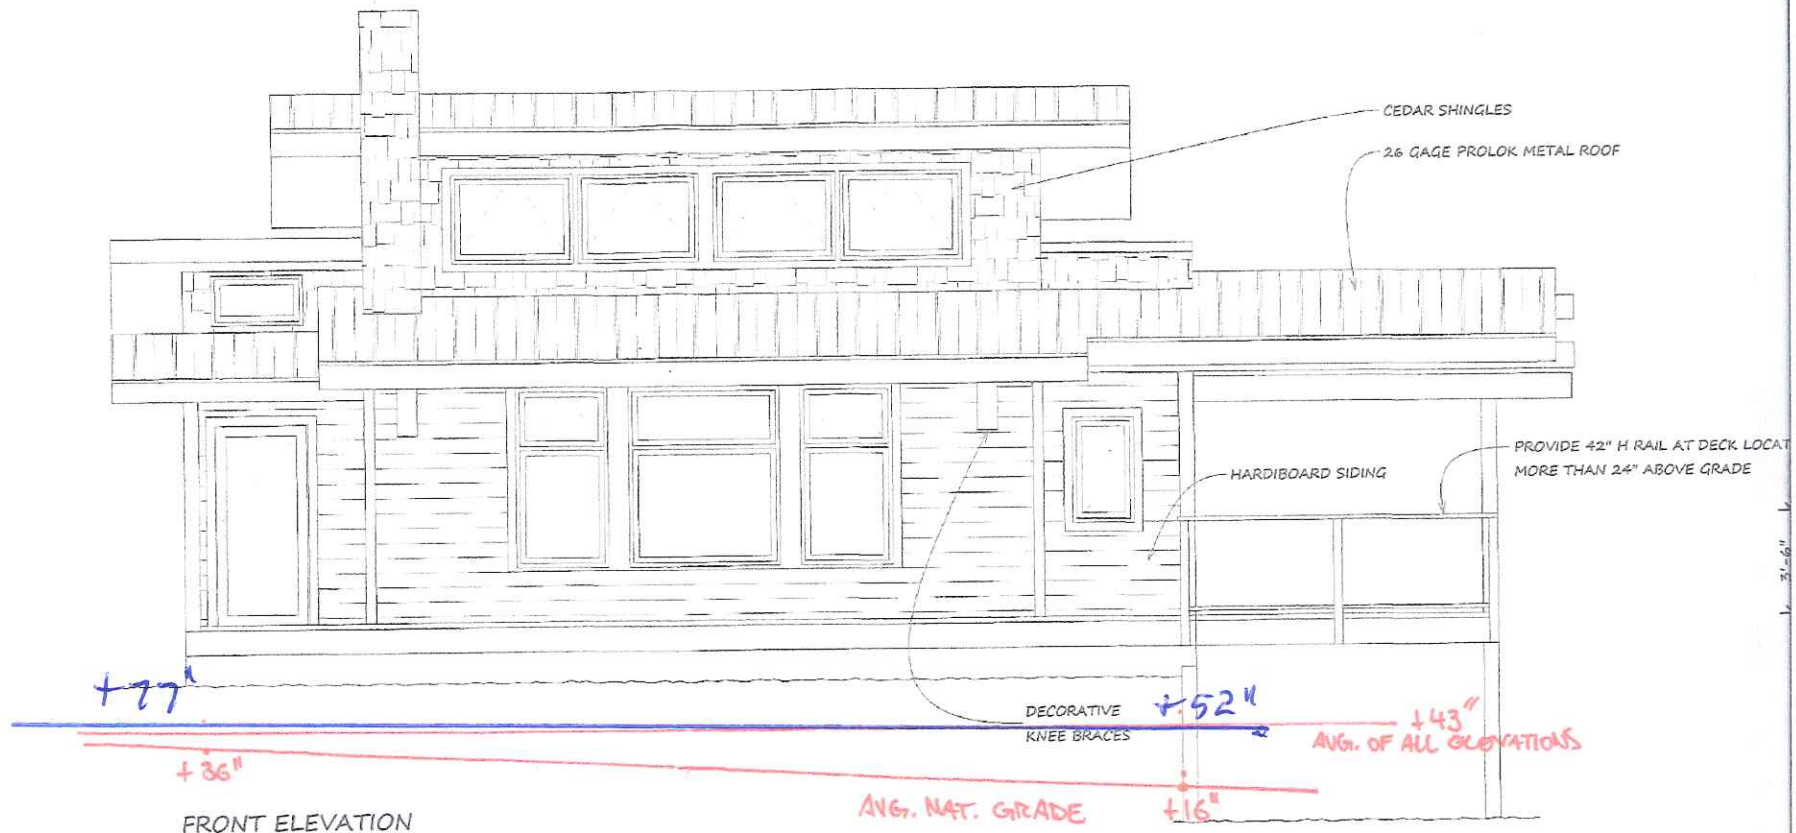 CEDAR SHINGLES
26 GAGE PROLOK METAL ROOF
PROVIDE 42" H RAIL AT DECK LOCAT
MORE THAN 24" ABOVE GRADE
HARDIBOARD SIDING
3'-6"
+77"
DECORATIVE
KNEE BRACES
+52"
+43"
AVG. OF ALL ELEVATIONS
+36"
AVG. NAT. GRADE
+16"
FRONT ELEVATION